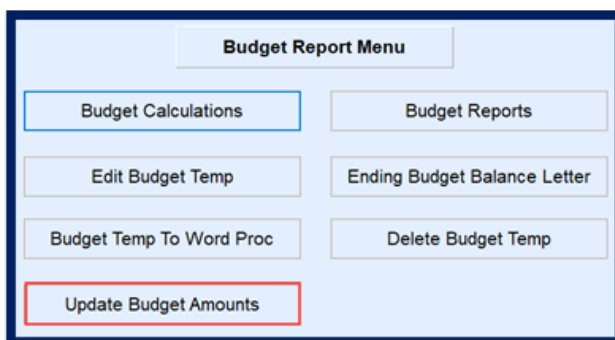 Budget Report Menu
Budget Calculations
Budget Reports
Edit Budget Temp
Ending Budget Balance Letter
Budget Temp To Word Proc
Delete Budget Temp
Update Budget Amounts